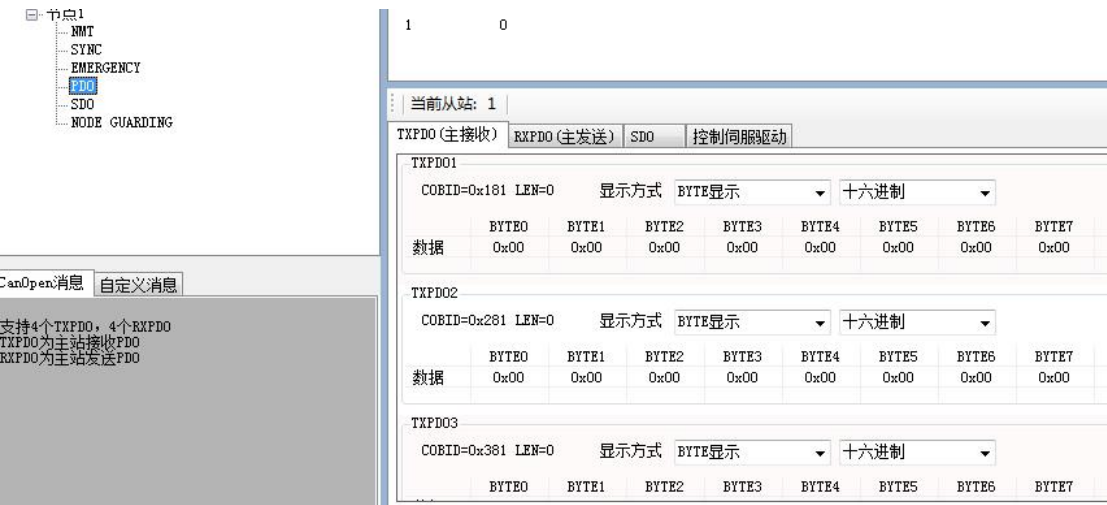 节点1
NMT
SYNC
EMERGENCY
PDO
SDO
NODE GUARDING
CanOpen消息 自定义消息
支持4个TXPDO，4个RXPDO
TXPDO为主站接收PDO
RXPDO为主站发送PDO
1 0
当前从站: 1
TXPDO(主接收) RXPDO(主发送) SDO 控制伺服驱动
TXPDO1
COBID=0x181 LEN=0 显示方式 BYTE显示 十六进制
BYTE0 BYTE1 BYTE2 BYTE3 BYTE4 BYTE5 BYTE6 BYTE7
数据 0x00 0x00 0x00 0x00 0x00 0x00 0x00 0x00
TXPDO2
COBID=0x281 LEN=0 显示方式 BYTE显示 十六进制
BYTE0 BYTE1 BYTE2 BYTE3 BYTE4 BYTE5 BYTE6 BYTE7
数据 0x00 0x00 0x00 0x00 0x00 0x00 0x00 0x00
TXPDO3
COBID=0x381 LEN=0 显示方式 BYTE显示 十六进制
BYTE0 BYTE1 BYTE2 BYTE3 BYTE4 BYTE5 BYTE6 BYTE7